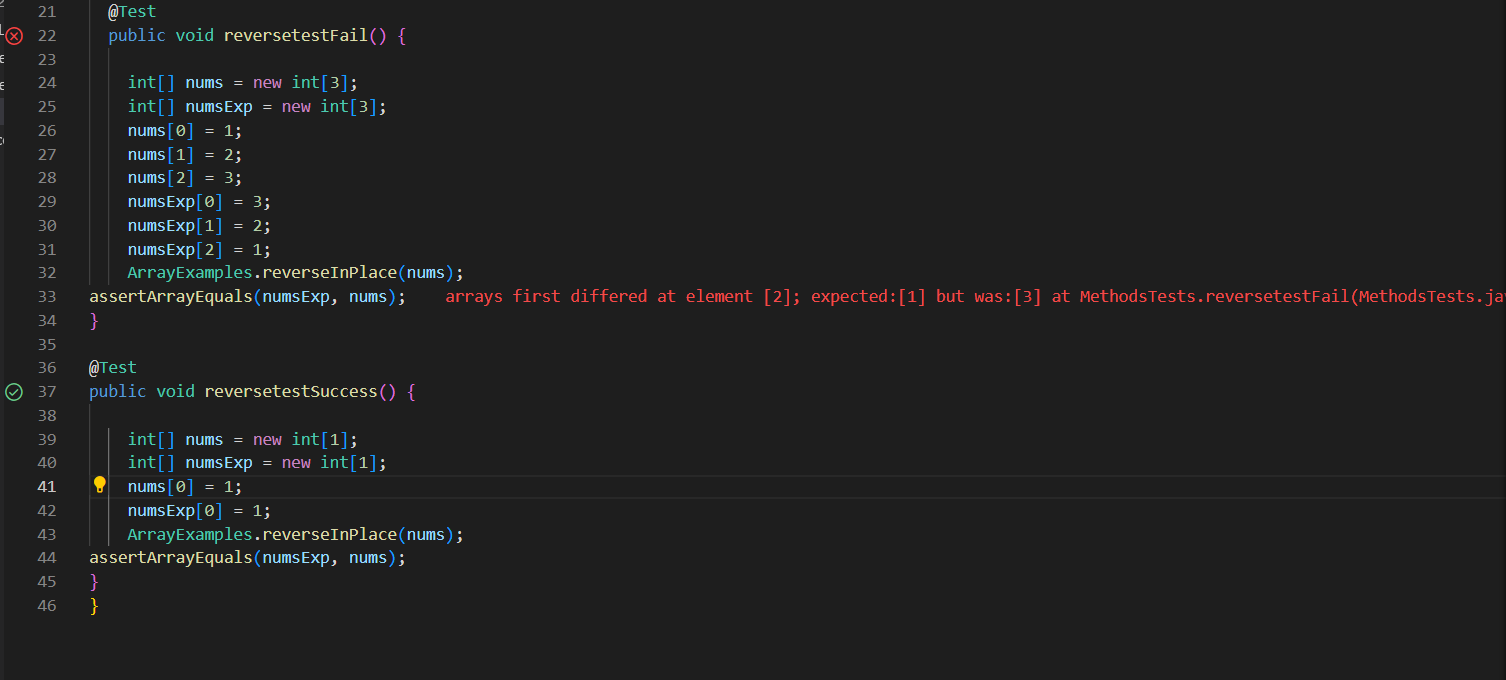 21 @Test
22 public void reversetestFail() {
23
24 int[] nums = new int[3];
25 int[] numsExp = new int[3];
26 nums[0] = 1;
27 nums[1] = 2;
28 nums[2] = 3;
29 numsExp[0] = 3;
30 numsExp[1] = 2;
31 numsExp[2] = 1;
32 ArrayExamples.reverseInPlace(nums);
33 assertArrayEquals(numsExp, nums); arrays first differed at element [2]; expected:[1] but was:[3] at MethodsTests.reversetestFail(MethodsTests.ja
34 }
35
36 @Test
37 public void reversetestSuccess() {
38
39 int[] nums = new int[1];
40 int[] numsExp = new int[1];
41 nums[0] = 1;
42 numsExp[0] = 1;
43 ArrayExamples.reverseInPlace(nums);
44 assertArrayEquals(numsExp, nums);
45 }
46 }